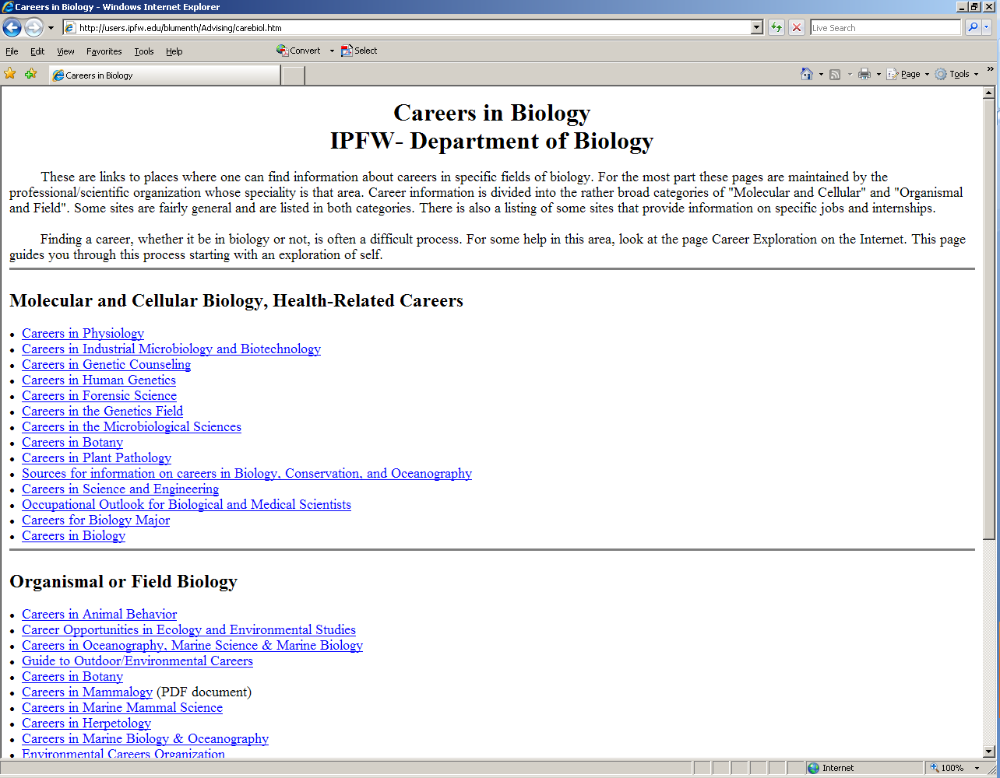 Careers in Biology - Windows Internet Explorer
http://users.ipfw.edu/blumenth/Advising/carebiol.htm
Live Search
File Edit View Favorites Tools Help Convert Select
Careers in Biology
Page Tools
Careers in Biology
IPFW- Department of Biology
These are links to places where one can find information about careers in specific fields of biology. For the most part these pages are maintained by the
professional/scientific organization whose speciality is that area. Career information is divided into the rather broad categories of "Molecular and Cellular" and "Organismal
and Field". Some sites are fairly general and are listed in both categories. There is also a listing of some sites that provide information on specific jobs and internships.
Finding a career, whether it be in biology or not, is often a difficult process. For some help in this area, look at the page Career Exploration on the Internet. This page
guides you through this process starting with an exploration of self.
Molecular and Cellular Biology, Health-Related Careers
• Careers in Physiology
• Careers in Industrial Microbiology and Biotechnology
• Careers in Genetic Counseling
• Careers in Human Genetics
• Careers in Forensic Science
• Careers in the Genetics Field
• Careers in the Microbiological Sciences
• Careers in Botany
• Careers in Plant Pathology
• Sources for information on careers in Biology, Conservation, and Oceanography
• Careers in Science and Engineering
• Occupational Outlook for Biological and Medical Scientists
• Careers for Biology Major
• Careers in Biology
Organismal or Field Biology
• Careers in Animal Behavior
• Career Opportunities in Ecology and Environmental Studies
• Careers in Oceanography, Marine Science & Marine Biology
• Guide to Outdoor/Environmental Careers
• Careers in Botany
• Careers in Mammalogy (PDF document)
• Careers in Marine Mammal Science
• Careers in Herpetology
• Careers in Marine Biology & Oceanography
• Environmental Careers Organization
Internet
100%